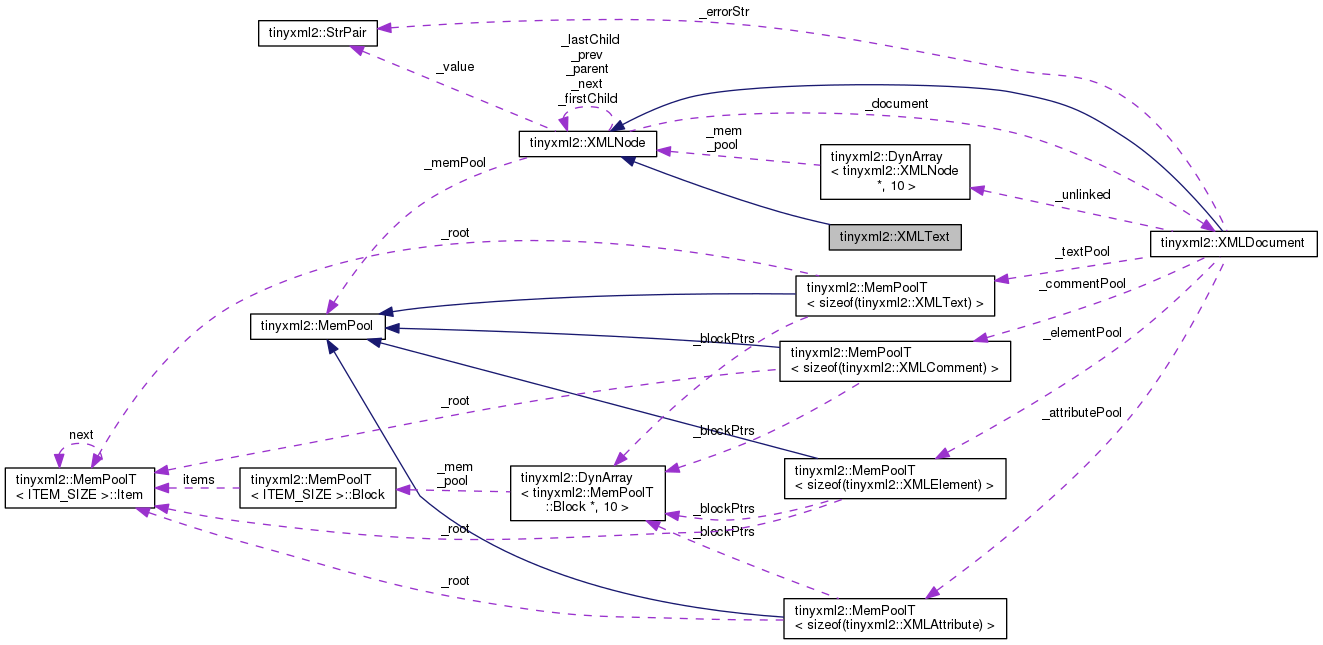 _errorStr
tinyxml2::StrPair
_lastChild
_prev
_parent
_next
_firstChild
_value
_document
_mem
_pool
tinyxml2::XMLNode
_memPool
tinyxml2::DynArray
< tinyxml2::XMLNode
*, 10 >
_unlinked
tinyxml2::XMLText
tinyxml2::XMLDocument
_root
_textPool
tinyxml2::MemPoolT
< sizeof(tinyxml2::XMLText) >
_commentPool
tinyxml2::MemPool
_blockPtrs
_elementPool
tinyxml2::MemPoolT
< sizeof(tinyxml2::XMLComment) >
_root
_attributePool
_blockPtrs
next
tinyxml2::MemPoolT
< ITEM_SIZE >::Item
items
tinyxml2::MemPoolT
< ITEM_SIZE >::Block
_mem
_pool
tinyxml2::DynArray
< tinyxml2::MemPoolT
::Block *, 10 >
tinyxml2::MemPoolT
< sizeof(tinyxml2::XMLElement) >
_blockPtrs
_root
_blockPtrs
_root
tinyxml2::MemPoolT
< sizeof(tinyxml2::XMLAttribute) >